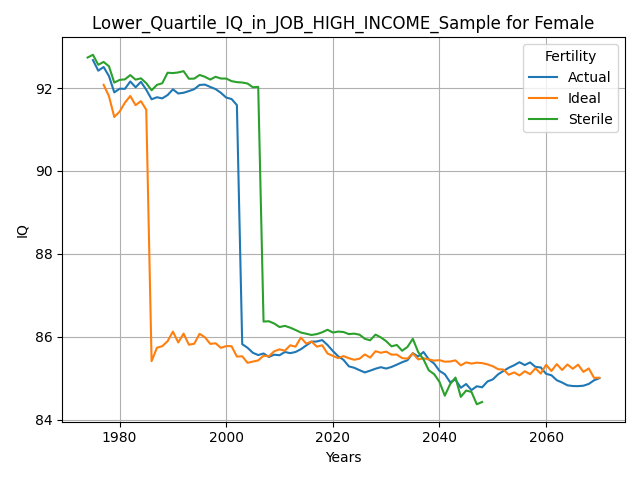 Lower_Quartile_IQ_in_JOB_HIGH_INCOME_Sample for Female
Fertility
Actual
Ideal
Sterile
IQ
92
90
88
86
84
1980
2000
2020
2040
2060
Years